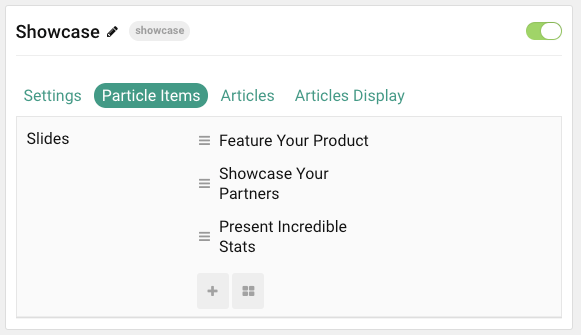 Showcase showcase
Settings Particle Items Articles Articles Display
Slides
Feature Your Product
Showcase Your
Partners
Present Incredible
Stats